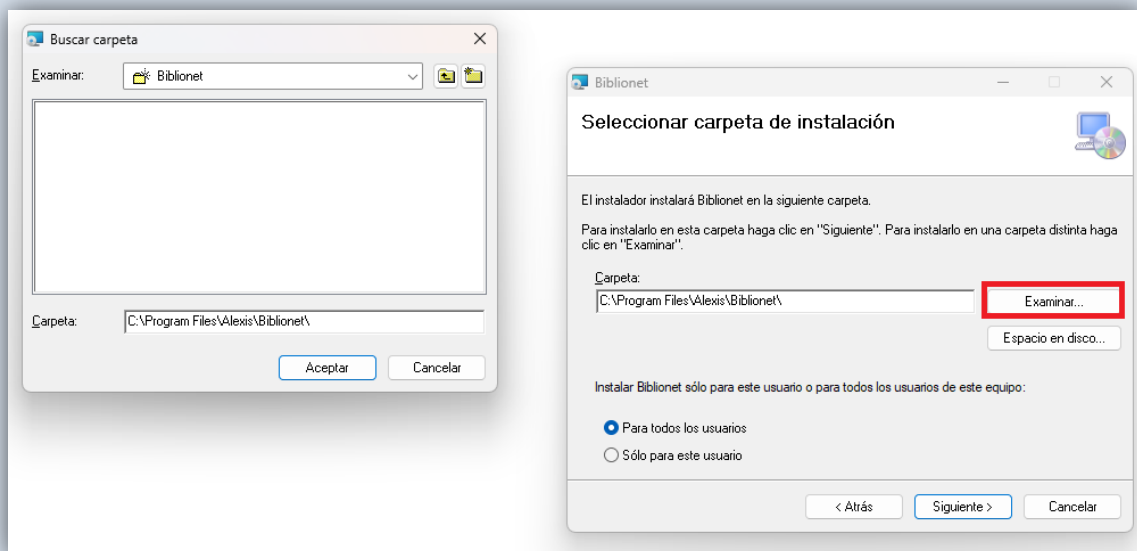 Buscar carpeta
Examinar:
Biblionet
Carpeta:
C:\Program Files\Alexis\Biblionet\
Aceptar
Cancelar
Biblionet
Seleccionar carpeta de instalación
El instalador instalará Biblionet en la siguiente carpeta.
Para instalarlo en esta carpeta haga clic en "Siguiente". Para instalarlo en una carpeta distinta haga
clic en "Examinar".
Carpeta:
C:\Program Files\Alexis\Biblionet\
Examinar...
Espacio en disco...
Instalar Biblionet sólo para este usuario o para todos los usuarios de este equipo:
Para todos los usuarios
Sólo para este usuario
< Atrás
Siguiente >
Cancelar